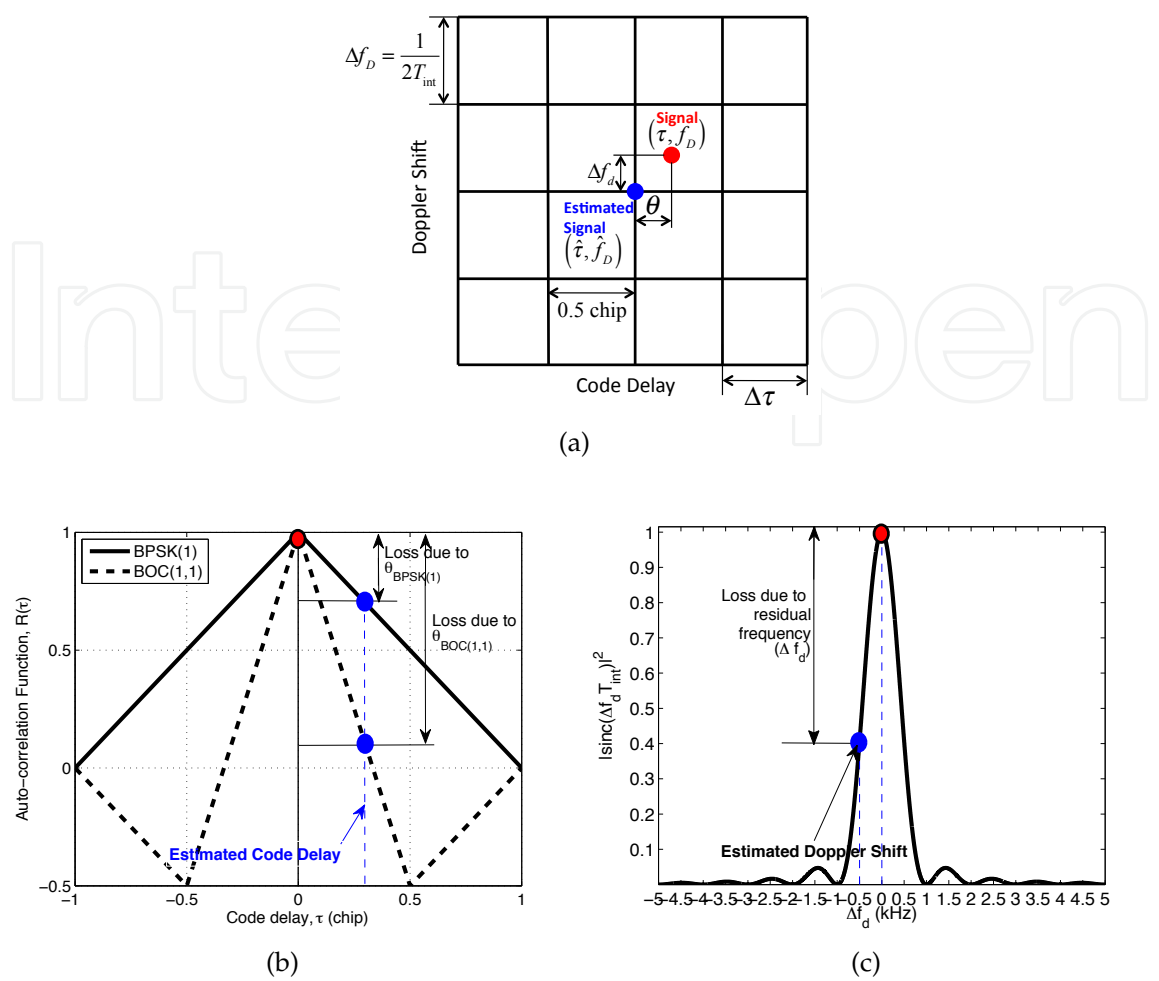 Δf_D = 1 / 2T_int
Doppler Shift
Signal
(τ, f_D)
Δf_d
Estimated
Signal
(τ̂, f̂_D)
θ
0.5 chip
Code Delay
Δτ
(a)
Auto−correlation Function, R(τ)
1
0.5
0
−0.5
BPSK(1)
BOC(1,1)
Loss due to
θ_BPSK(1)
Loss due to
θ_BOC(1,1)
Estimated Code Delay
−1 −0.5 0 0.5 1
Code delay, τ (chip)
(b)
|sinc(Δf_d T_int)|²
1
0.9
0.8
0.7
0.6
0.5
0.4
0.3
0.2
0.1
Loss due to
residual
frequency
(Δ f_d)
Estimated Doppler Shift
−5−4.5−4−3.5−3−2.5−2−1.5−1−0.5 0 0.5 1 1.5 2 2.5 3 3.5 4 4.5 5
Δf_d (kHz)
(c)